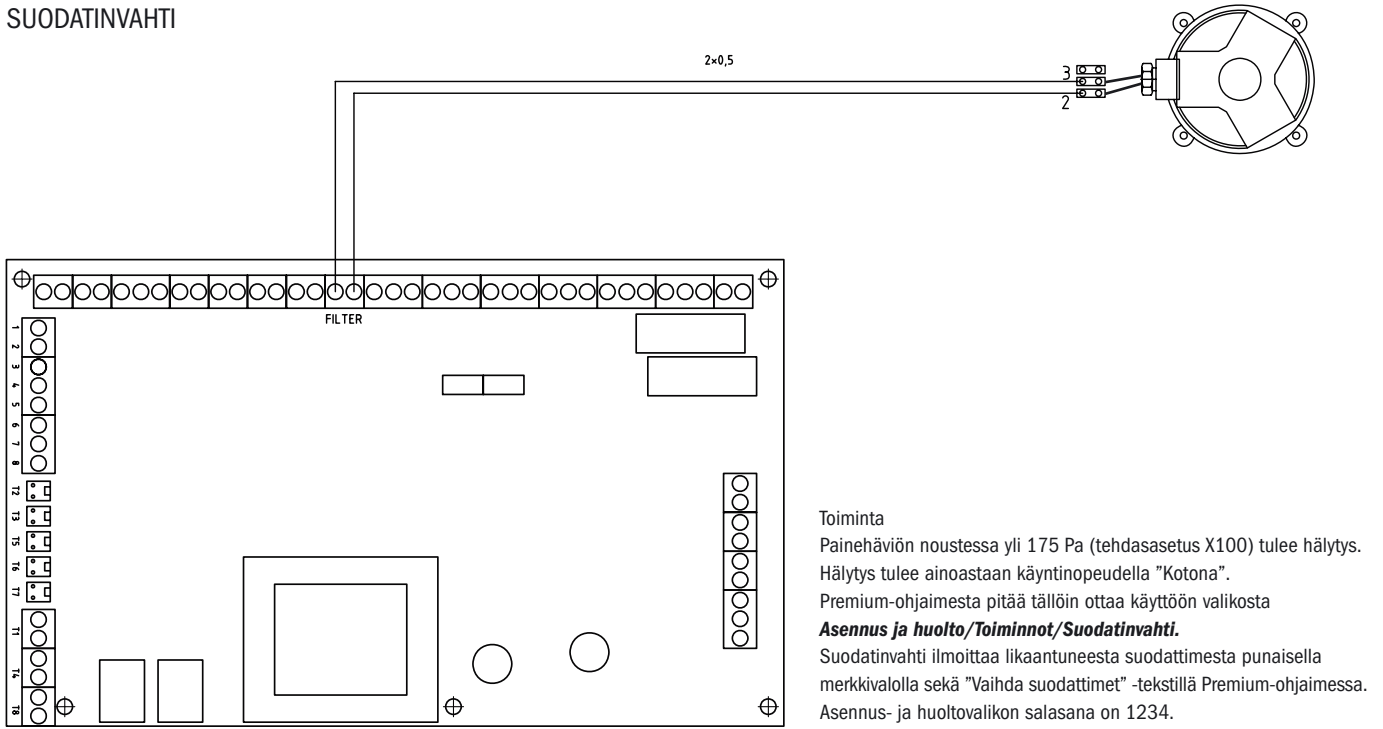 SUODATINVAHTI
2×0,5
3
2
FILTER
1
2
3
4
5
6
7
8
T2
T3
T5
T6
T7
T1
T4
T8
Toiminta
Painehäviön noustessa yli 175 Pa (tehdasasetus X100) tulee hälytys.
Hälytys tulee ainoastaan käyntinopeudella ”Kotona”.
Premium-ohjaimesta pitää tällöin ottaa käyttöön valikosta
Asennus ja huolto/Toiminnot/Suodatinvahti.
Suodatinvahti ilmoittaa likaantuneesta suodattimesta punaisella
merkkivalolla sekä ”Vaihda suodattimet” -tekstillä Premium-ohjaimessa.
Asennus- ja huoltovalikon salasana on 1234.